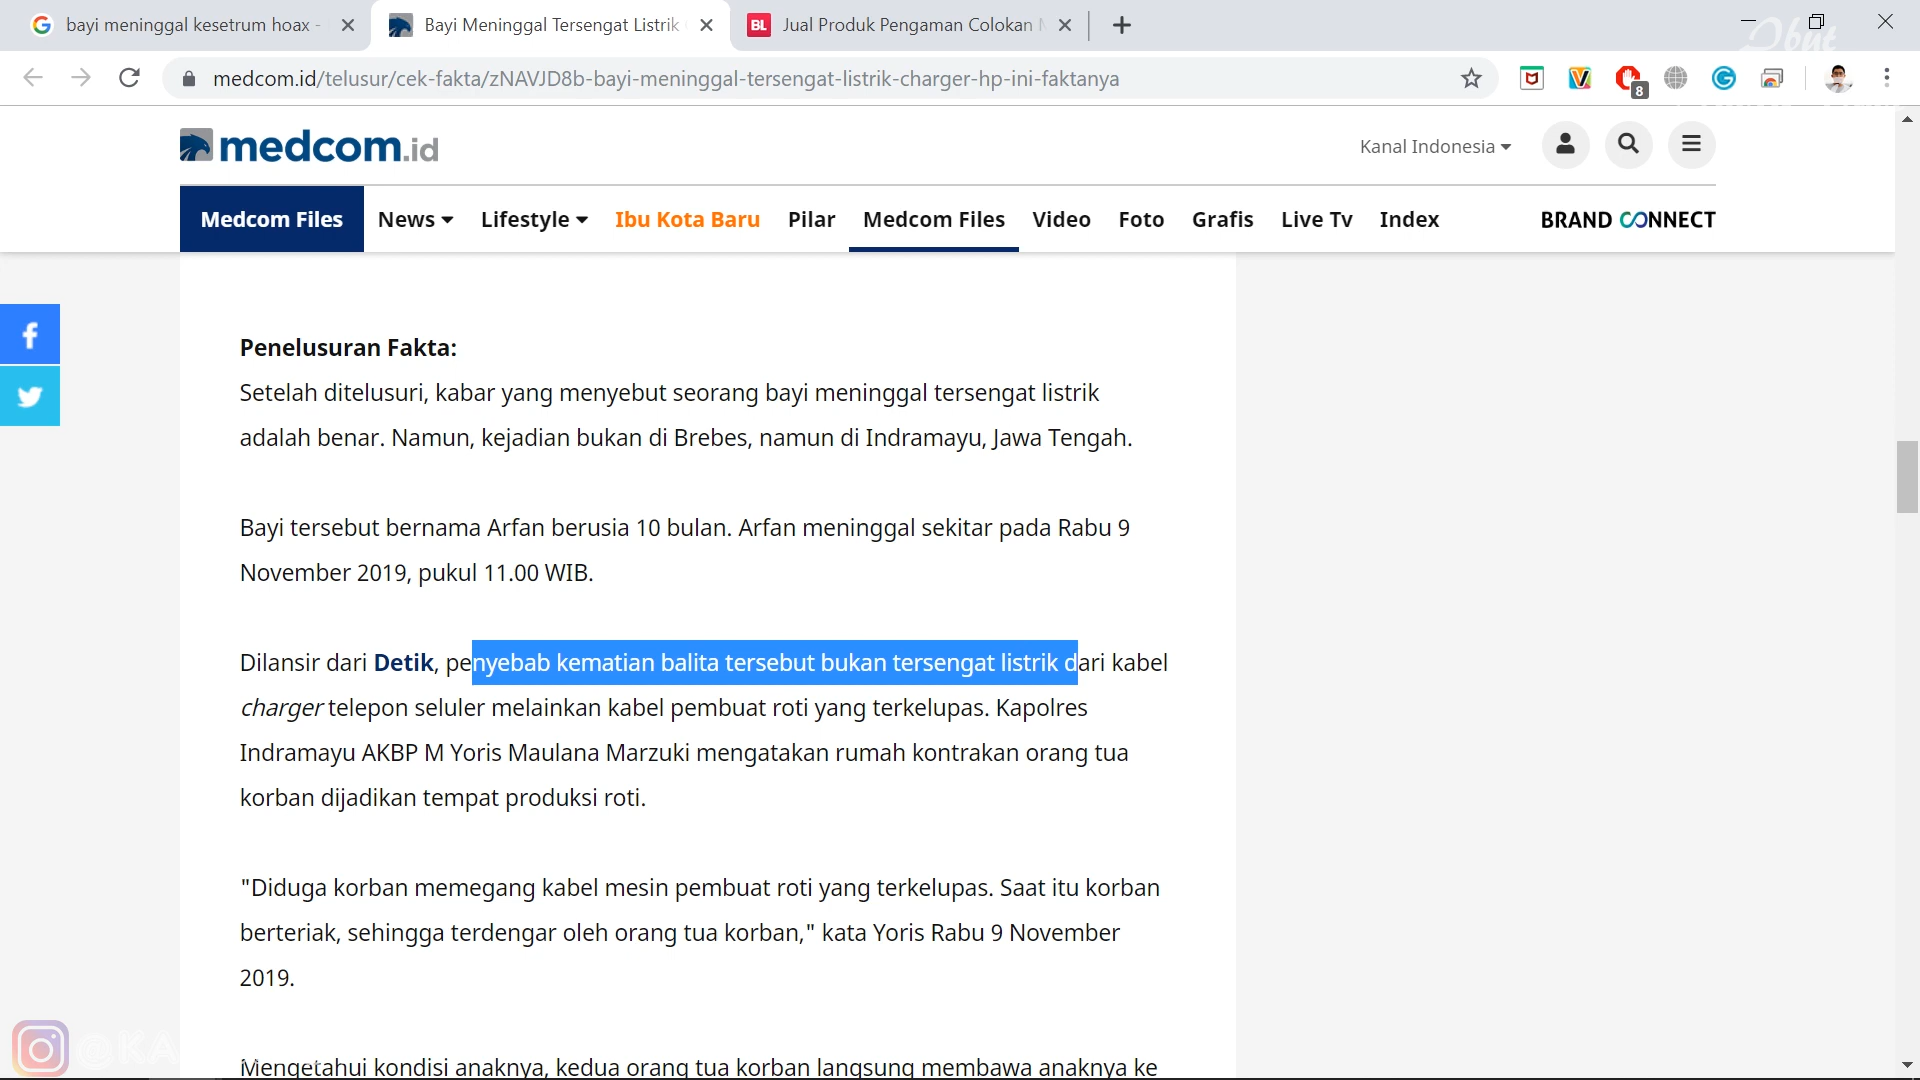 bayi meninggal kesetrum hoax -
Bayi Meninggal Tersengat Listrik
BL Jual Produk Pengaman Colokan
medcom.id/telusur/cek-fakta/zNAVJD8b-bayi-meninggal-tersengat-listrik-charger-hp-ini-faktanya
8
medcom.id
Kanal Indonesia
Medcom Files News Lifestyle Ibu Kota Baru Pilar Medcom Files Video Foto Grafis Live Tv Index BRAND CONNECT
Penelusuran Fakta:
Setelah ditelusuri, kabar yang menyebut seorang bayi meninggal tersengat listrik
adalah benar. Namun, kejadian bukan di Brebes, namun di Indramayu, Jawa Tengah.
Bayi tersebut bernama Arfan berusia 10 bulan. Arfan meninggal sekitar pada Rabu 9
November 2019, pukul 11.00 WIB.
Dilansir dari Detik, penyebab kematian balita tersebut bukan tersengat listrik dari kabel
charger telepon seluler melainkan kabel pembuat roti yang terkelupas. Kapolres
Indramayu AKBP M Yoris Maulana Marzuki mengatakan rumah kontrakan orang tua
korban dijadikan tempat produksi roti.
"Diduga korban memegang kabel mesin pembuat roti yang terkelupas. Saat itu korban
berteriak, sehingga terdengar oleh orang tua korban," kata Yoris Rabu 9 November
2019.
Mengetahui kondisi anaknya, kedua orang tua korban langsung membawa anaknya ke